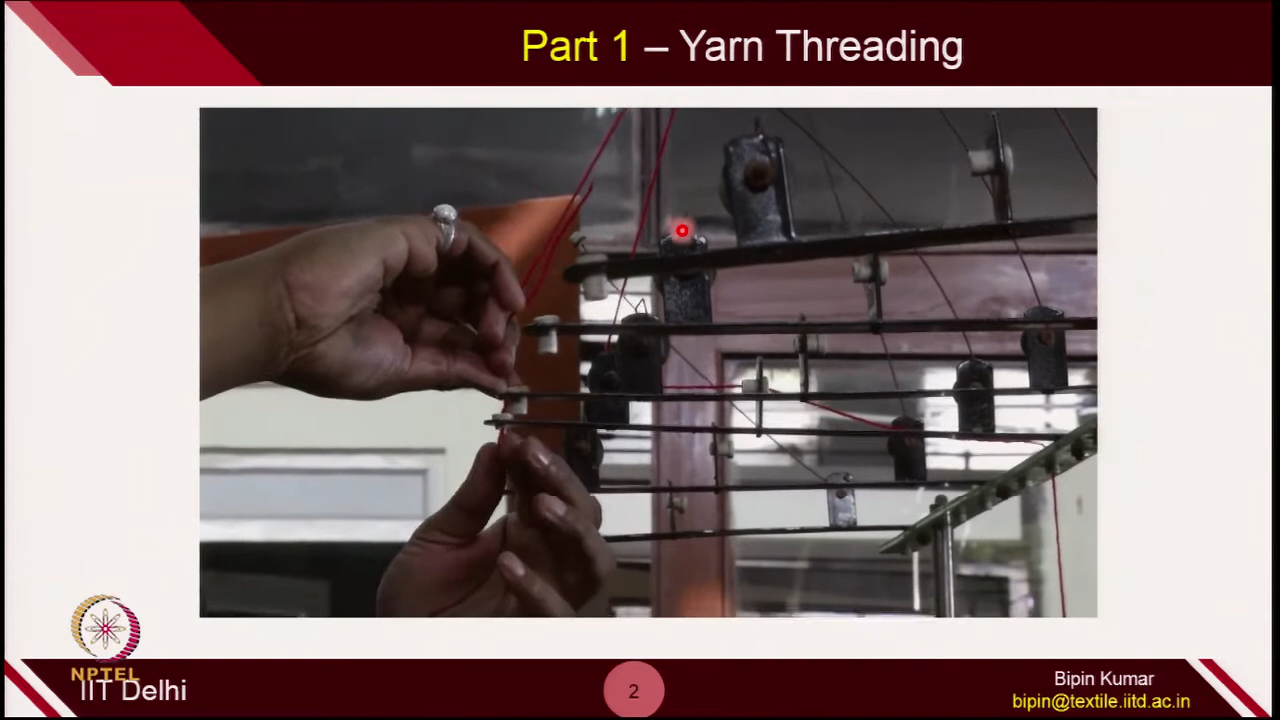 Part 1 – Yarn Threading
NPTEL
IIT Delhi
2
Bipin Kumar
bipin@textile.iitd.ac.in